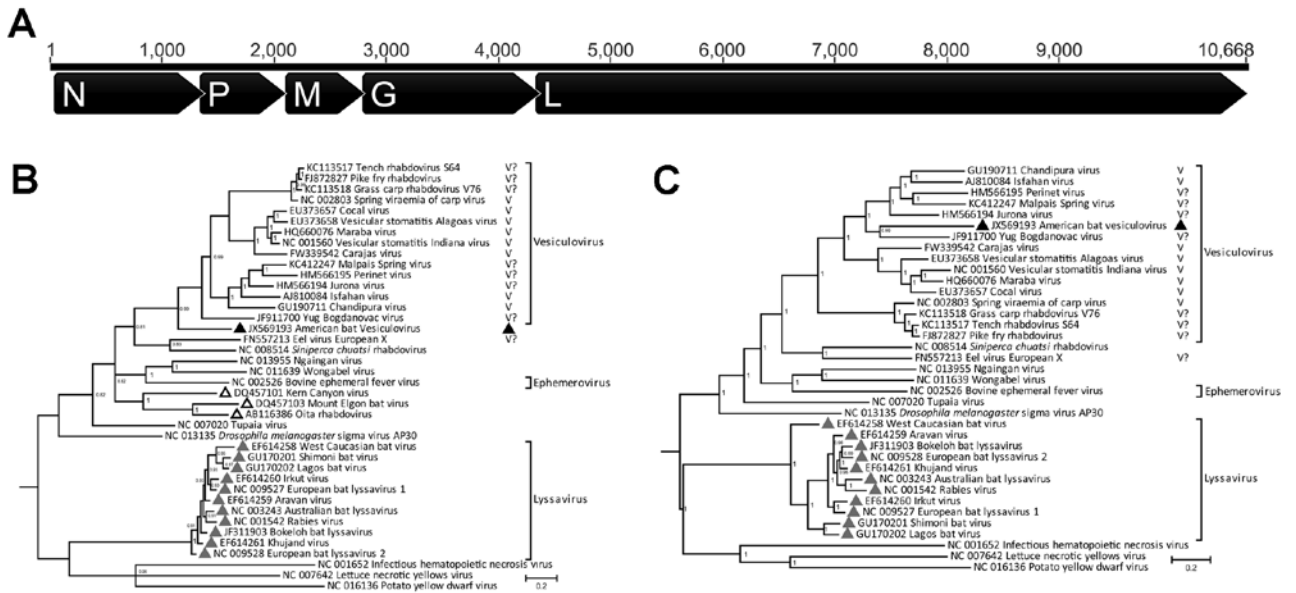 A
1 1,000 2,000 3,000 4,000 5,000 6,000 7,000 8,000 9,000 10,668
N P M G L
B
KC113517 Tench rhabdovirus S64 V?
FJ872827 Pike fry rhabdovirus V?
KC113518 Grass carp rhabdovirus V76 V?
NC 002803 Spring viraemia of carp virus V
EU373657 Cocal virus V
EU373658 Vesicular stomatitis Alagoas virus V
HQ660076 Maraba virus V
NC 001560 Vesicular stomatitis Indiana virus V
FW339542 Carajas virus V
KC412247 Malpais Spring virus V?
HM566195 Perinet virus V?
HM566194 Jurona virus V?
AJ810084 Isfahan virus V
GU190711 Chandipura virus V
JF911700 Yug Bogdanovac virus V?
JX569193 American bat Vesiculovirus
FN557213 Eel virus European X V?
NC 008514 Siniperca chuatsi rhabdovirus
NC 013955 Ngaingan virus
NC 011639 Wongabel virus
NC 002526 Bovine ephemeral fever virus
DQ457101 Kern Canyon virus
DQ457103 Mount Elgon bat virus
AB116386 Oita rhabdovirus
NC 007020 Tupaia virus
NC 013135 Drosophila melanogaster sigma virus AP30
EF614258 West Caucasian bat virus
GU170201 Shimoni bat virus
GU170202 Lagos bat virus
EF614260 Irkut virus
NC 009527 European bat lyssavirus 1
EF614259 Aravan virus
NC 003243 Australian bat lyssavirus
NC 001542 Rabies virus
JF311903 Bokeloh bat lyssavirus
EF614261 Khujand virus
NC 009528 European bat lyssavirus 2
NC 001652 Infectious hematopoietic necrosis virus
NC 007642 Lettuce necrotic yellows virus
NC 016136 Potato yellow dwarf virus
Vesiculovirus
Ephemerovirus
Lyssavirus
0.2
C
GU190711 Chandipura virus V
AJ810084 Isfahan virus V
HM566195 Perinet virus V?
KC412247 Malpais Spring virus V?
HM566194 Jurona virus V?
JX569193 American bat vesiculovirus
JF911700 Yug Bogdanovac virus V?
FW339542 Carajas virus V
EU373658 Vesicular stomatitis Alagoas virus V
NC 001560 Vesicular stomatitis Indiana virus V
HQ660076 Maraba virus V
EU373657 Cocal virus V
NC 002803 Spring viraemia of carp virus V
KC113518 Grass carp rhabdovirus V76 V?
KC113517 Tench rhabdovirus S64 V?
FJ872827 Pike fry rhabdovirus V?
NC 008514 Siniperca chuatsi rhabdovirus
FN557213 Eel virus European X V?
NC 013955 Ngaingan virus
NC 011639 Wongabel virus
NC 002526 Bovine ephemeral fever virus
NC 007020 Tupaia virus
NC 013135 Drosophila melanogaster sigma virus AP30
EF614258 West Caucasian bat virus
EF614259 Aravan virus
JF311903 Bokeloh bat lyssavirus
NC 009528 European bat lyssavirus 2
EF614261 Khujand virus
NC 003243 Australian bat lyssavirus
NC 001542 Rabies virus
EF614260 Irkut virus
NC 009527 European bat lyssavirus 1
GU170201 Shimoni bat virus
GU170202 Lagos bat virus
NC 001652 Infectious hematopoietic necrosis virus
NC 007642 Lettuce necrotic yellows virus
NC 016136 Potato yellow dwarf virus
Vesiculovirus
Ephemerovirus
Lyssavirus
0.2